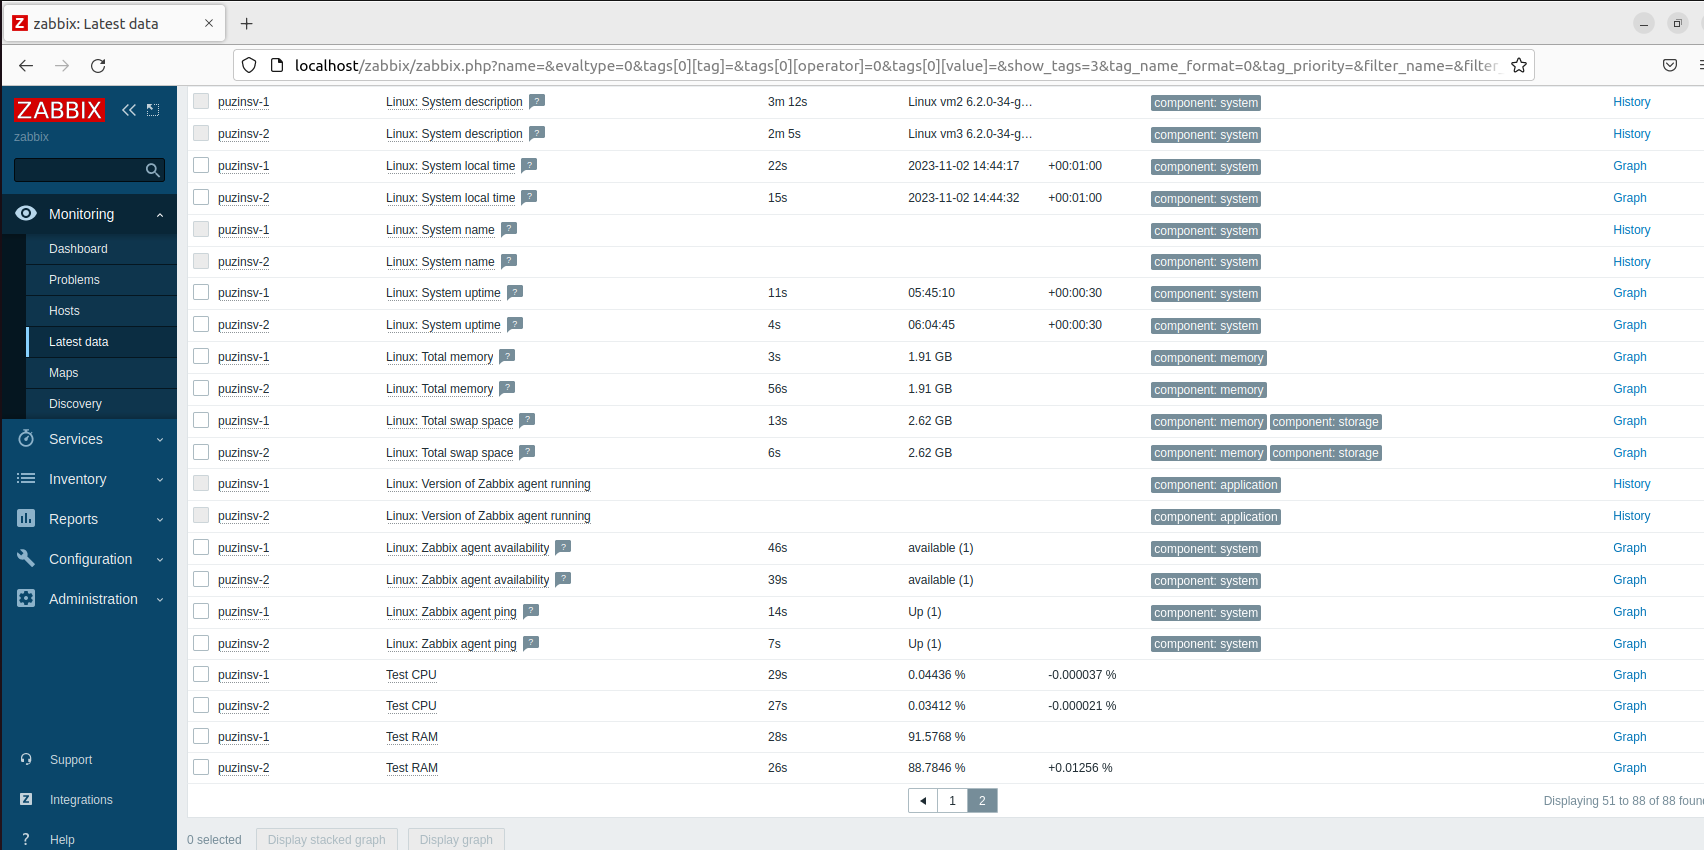 zabbix: Latest data
localhost/zabbix/zabbix.php?name=&evaltype=0&tags[0][tag]=&tags[0][operator]=0&tags[0][value]=&show_tags=3&tag_name_format=0&tag_priority=&filter_name=&filter_
ZABBIX
zabbix
Monitoring
Dashboard
Problems
Hosts
Latest data
Maps
Discovery
Services
Inventory
Reports
Configuration
Administration
Support
Integrations
Help
puzinsv-1 Linux: System description ? 3m 12s Linux vm2 6.2.0-34-g… component: system History
puzinsv-2 Linux: System description ? 2m 5s Linux vm3 6.2.0-34-g… component: system History
puzinsv-1 Linux: System local time ? 22s 2023-11-02 14:44:17 +00:01:00 component: system Graph
puzinsv-2 Linux: System local time ? 15s 2023-11-02 14:44:32 +00:01:00 component: system Graph
puzinsv-1 Linux: System name ? component: system History
puzinsv-2 Linux: System name ? component: system History
puzinsv-1 Linux: System uptime ? 11s 05:45:10 +00:00:30 component: system Graph
puzinsv-2 Linux: System uptime ? 4s 06:04:45 +00:00:30 component: system Graph
puzinsv-1 Linux: Total memory ? 3s 1.91 GB component: memory Graph
puzinsv-2 Linux: Total memory ? 56s 1.91 GB component: memory Graph
puzinsv-1 Linux: Total swap space ? 13s 2.62 GB component: memory component: storage Graph
puzinsv-2 Linux: Total swap space ? 6s 2.62 GB component: memory component: storage Graph
puzinsv-1 Linux: Version of Zabbix agent running component: application History
puzinsv-2 Linux: Version of Zabbix agent running component: application History
puzinsv-1 Linux: Zabbix agent availability ? 46s available (1) component: system Graph
puzinsv-2 Linux: Zabbix agent availability ? 39s available (1) component: system Graph
puzinsv-1 Linux: Zabbix agent ping ? 14s Up (1) component: system Graph
puzinsv-2 Linux: Zabbix agent ping ? 7s Up (1) component: system Graph
puzinsv-1 Test CPU 29s 0.04436 % -0.000037 % Graph
puzinsv-2 Test CPU 27s 0.03412 % -0.000021 % Graph
puzinsv-1 Test RAM 28s 91.5768 % Graph
puzinsv-2 Test RAM 26s 88.7846 % +0.01256 % Graph
1 2
Displaying 51 to 88 of 88 foun
0 selected Display stacked graph Display graph